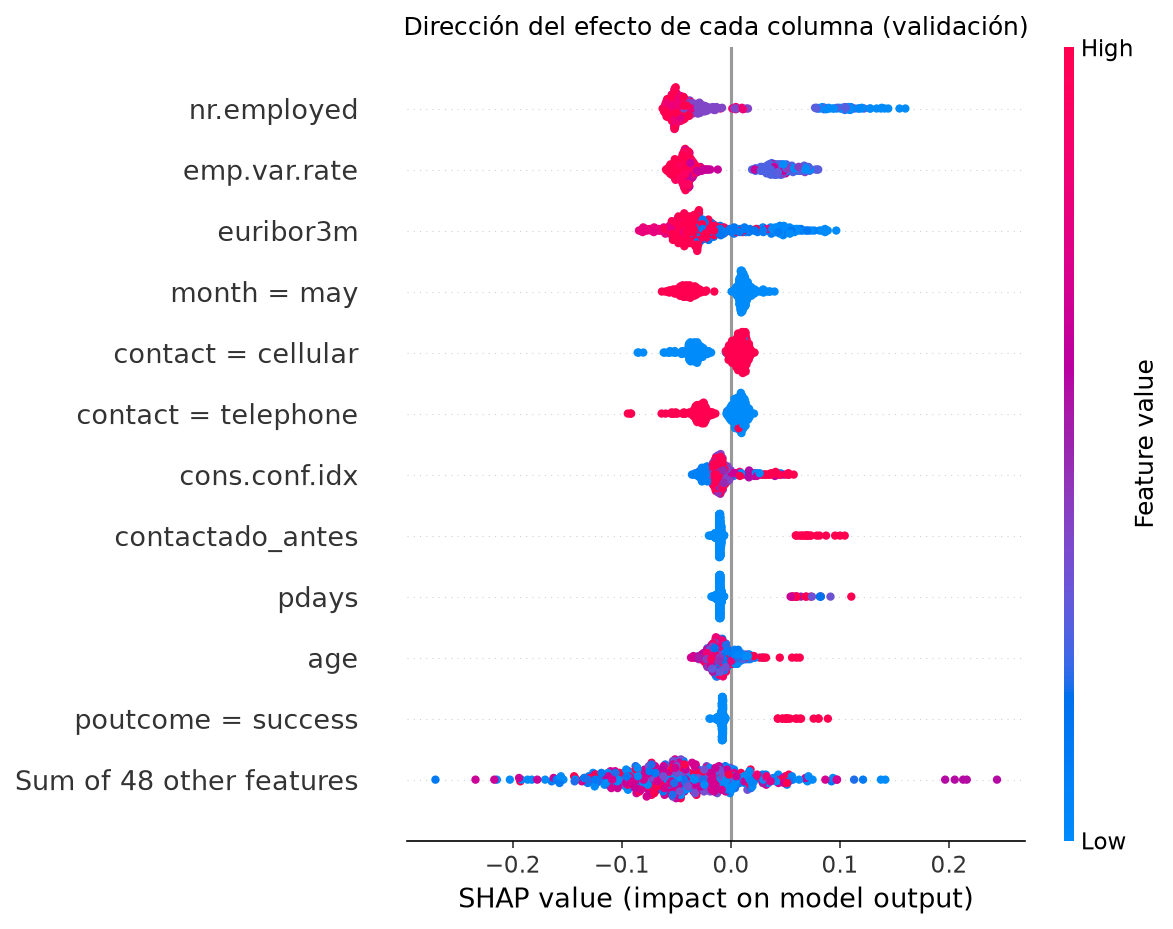 Dirección del efecto de cada columna (validación)
High
nr.employed
emp.var.rate
euribor3m
month = may
contact = cellular
contact = telephone
cons.conf.idx
contactado_antes
pdays
age
poutcome = success
Sum of 48 other features
Feature value
Low
−0.2 −0.1 0.0 0.1 0.2
SHAP value (impact on model output)